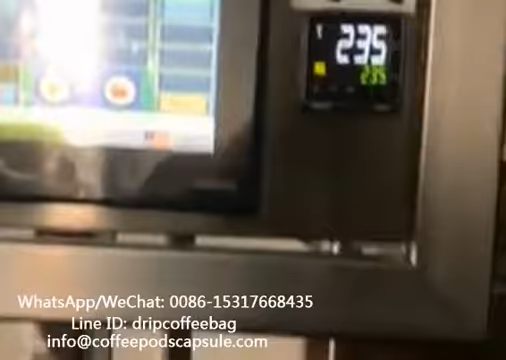 235
235
WhatsApp/WeChat: 0086-15317668435
Line ID: dripcoffeebag
info@coffeepodscapsule.com